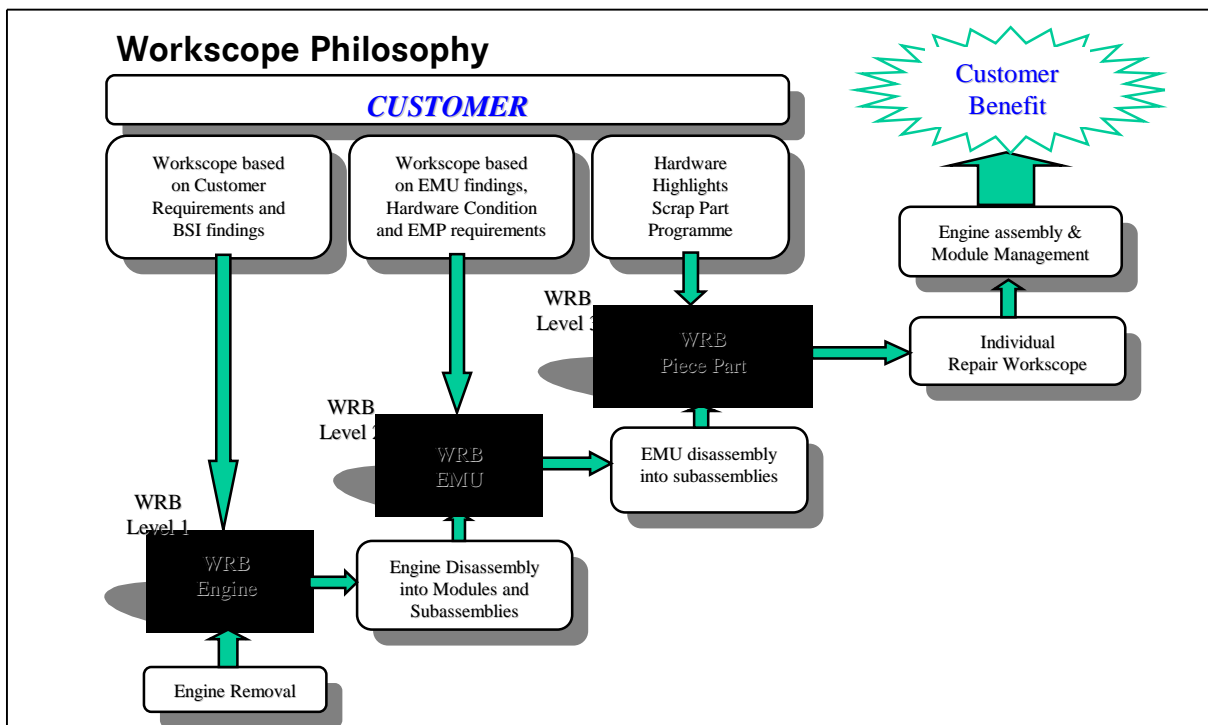 Workscope Philosophy
CUSTOMER
Customer
Benefit
Workscope based
on Customer
Requirements and
BSI findings
Workscope based
on EMU findings,
Hardware Condition
and EMP requirements
Hardware
Highlights
Scrap Part
Programme
Engine assembly &
Module Management
WRB
Level 3
WRB
Piece Part
Individual
Repair Workscope
WRB
Level 2
WRB
EMU
EMU disassembly
into subassemblies
WRB
Level 1
WRB
Engine
Engine Disassembly
into Modules and
Subassemblies
Engine Removal